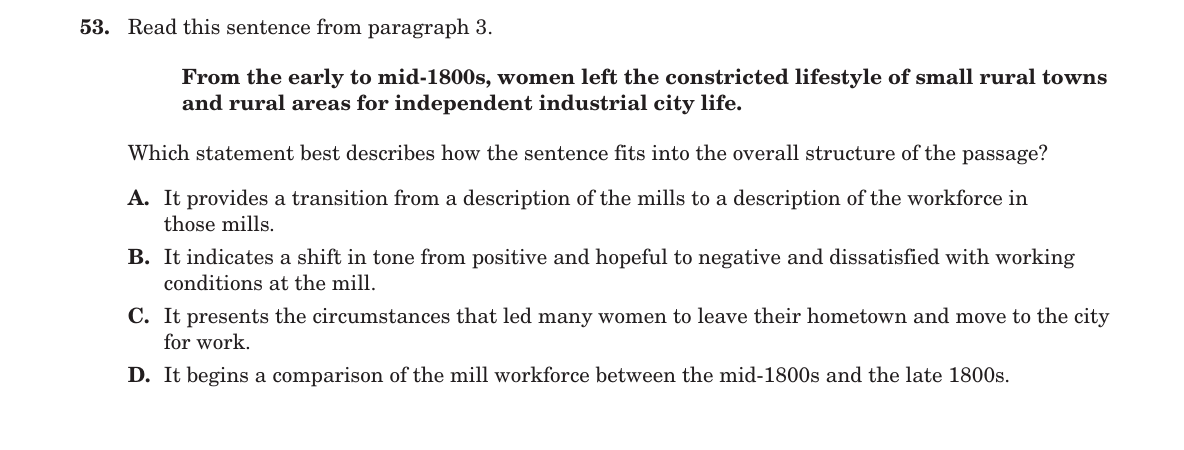 53. Read this sentence from paragraph 3.
From the early to mid-1800s, women left the constricted lifestyle of small rural towns
and rural areas for independent industrial city life.
Which statement best describes how the sentence fits into the overall structure of the passage?
A. It provides a transition from a description of the mills to a description of the workforce in
those mills.
B. It indicates a shift in tone from positive and hopeful to negative and dissatisfied with working
conditions at the mill.
C. It presents the circumstances that led many women to leave their hometown and move to the city
for work.
D. It begins a comparison of the mill workforce between the mid-1800s and the late 1800s.